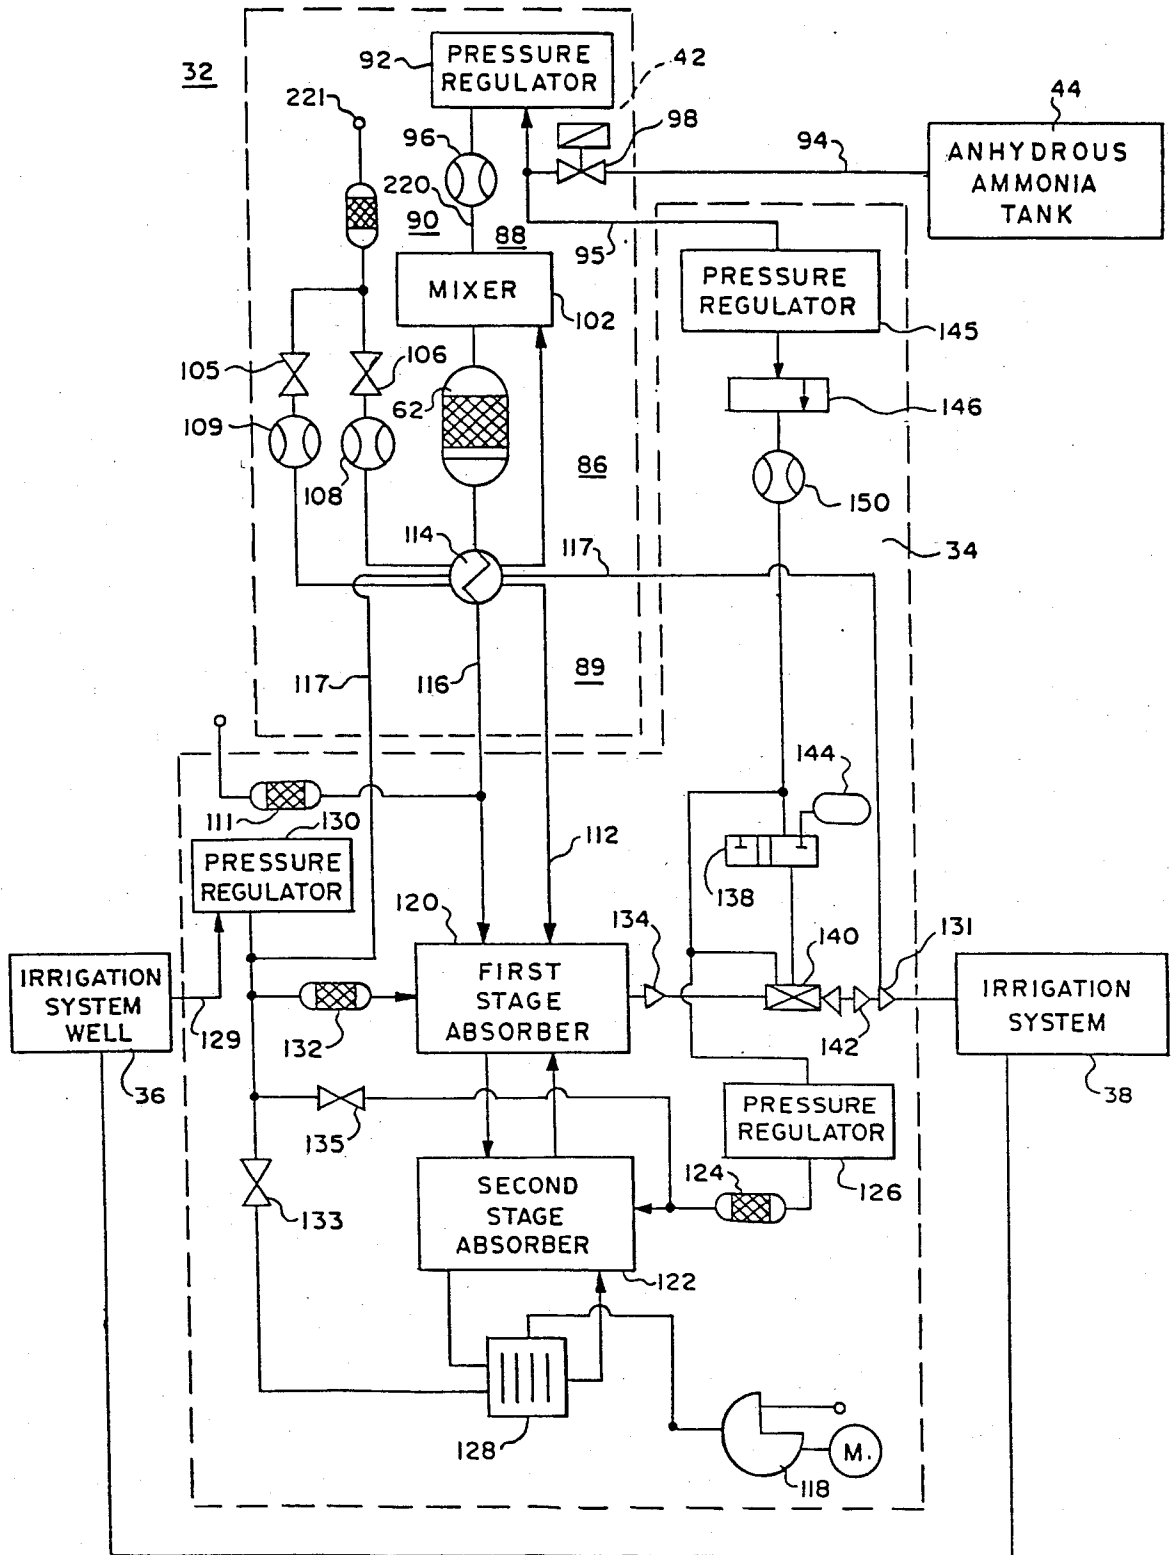 32
92
PRESSURE
REGULATOR
42
221
96
98
94
44
ANHYDROUS
AMMONIA
TANK
220
90
88
95
MIXER
102
PRESSURE
REGULATOR
145
105
106
62
146
109
108
86
150
114
117
34
117
116
89
144
111
130
112
138
PRESSURE
REGULATOR
120
134
140
131
IRRIGATION
SYSTEM
WELL
129
132
FIRST
STAGE
ABSORBER
142
IRRIGATION
SYSTEM
36
135
38
PRESSURE
REGULATOR
133
SECOND
STAGE
ABSORBER
124
126
122
128
M.
118